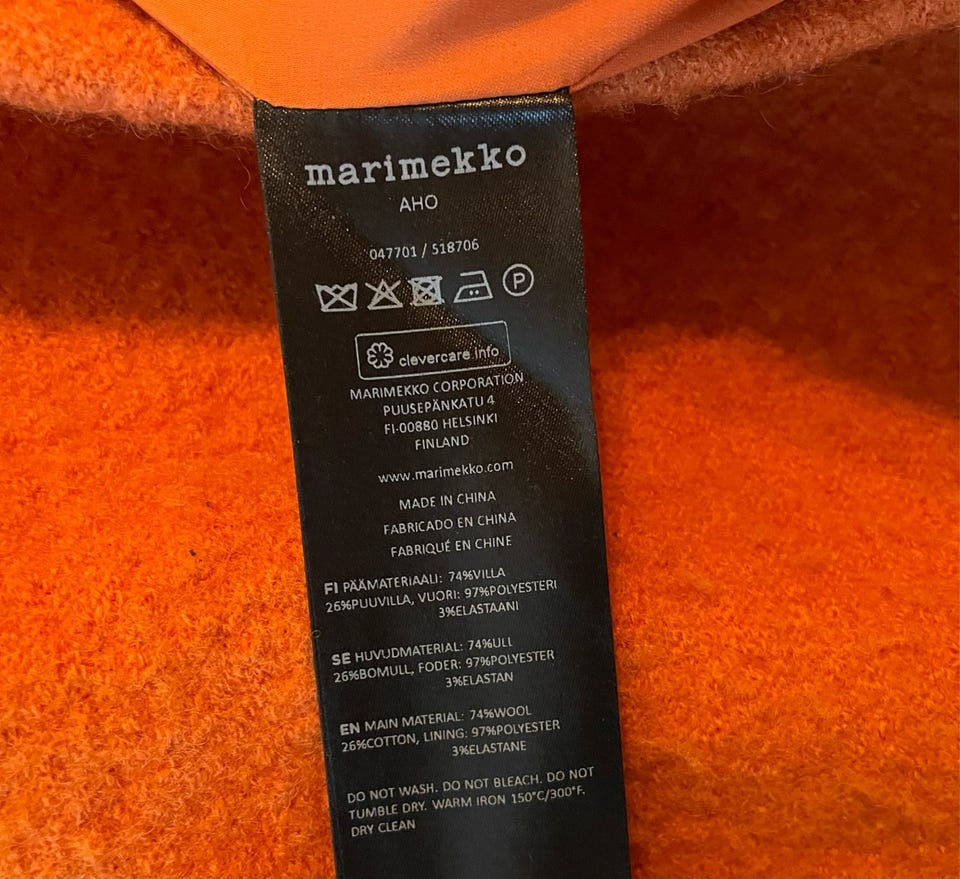 marimekko
AHO
047701 / 518706
P
clevercare.info
MARIMEKKO CORPORATION
PUUSEPÄNKATU 4
FI-00880 HELSINKI
FINLAND
www.marimekko.com
MADE IN CHINA
FABRICADO EN CHINA
FABRIQUÉ EN CHINE
FI PÄÄMATERIAALI: 74%VILLA
26%PUUVILLA, VUORI: 97%POLYESTERI
3%ELASTAANI
SE HUVUDMATERIAL: 74%ULL
26%BOMULL, FODER: 97%POLYESTER
3%ELASTAN
EN MAIN MATERIAL: 74%WOOL
26%COTTON, LINING: 97%POLYESTER
3%ELASTANE
DO NOT WASH. DO NOT BLEACH. DO NOT
TUMBLE DRY. WARM IRON 150°C/300°F.
DRY CLEAN